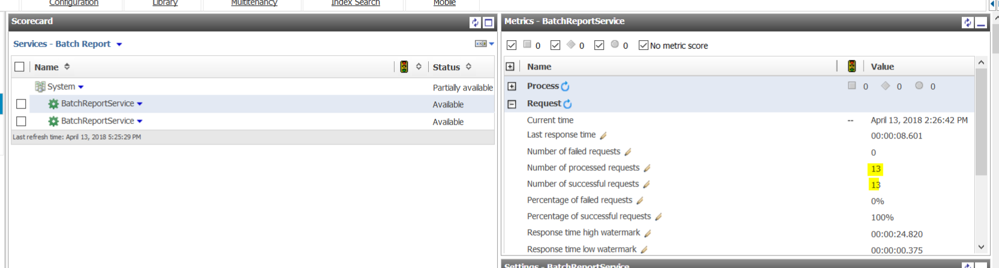 Configuration Library Multitenancy Index Search Mobile
Scorecard
Services - Batch Report
Name Status
System Partially available
BatchReportService Available
BatchReportService Available
Last refresh time: April 13, 2018 5:25:29 PM
Metrics - BatchReportService
0 0 0 No metric score
Name Value
Process 0 0 0
Request
Current time -- April 13, 2018 2:26:42 PM
Last response time 00:00:08.601
Number of failed requests 0
Number of processed requests 13
Number of successful requests 13
Percentage of failed requests 0%
Percentage of successful requests 100%
Response time high watermark 00:00:24.820
Response time low watermark 00:00:00.375
Settings - BatchReportService